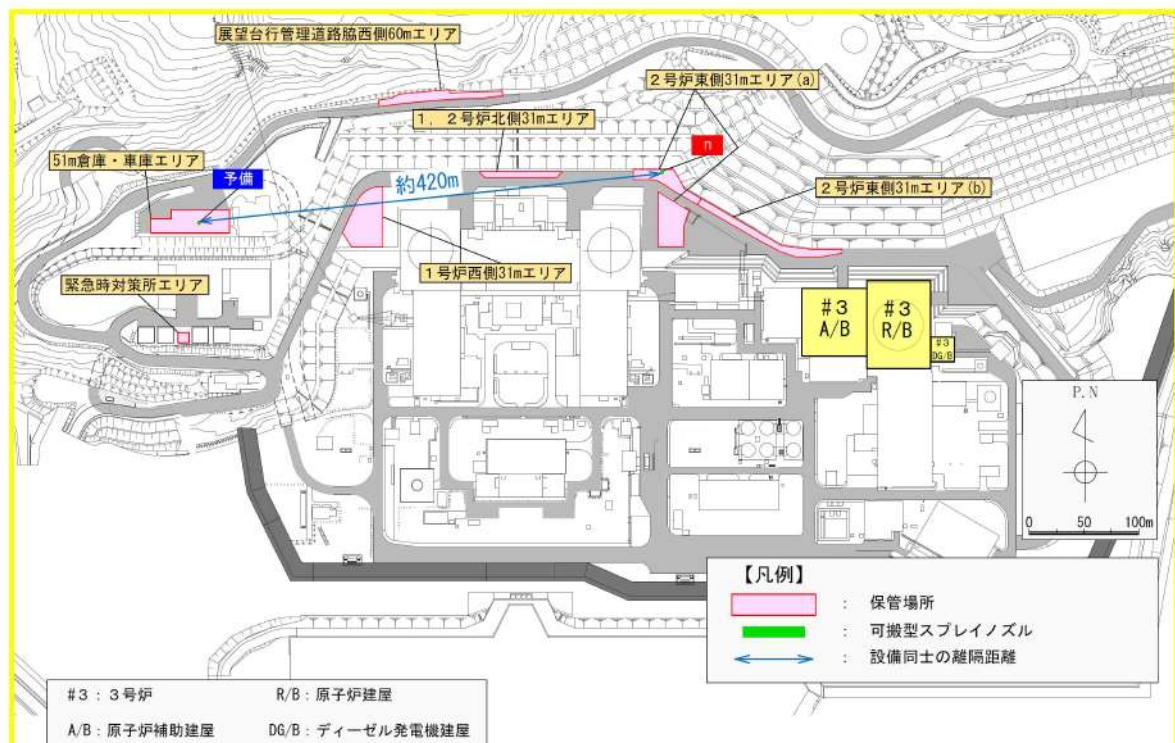 展望台行管理道路脇西側60mエリア
2号炉東側31mエリア(a)
1，2号炉北側31mエリア
n
51m倉庫・車庫エリア
予備
約420m
2号炉東側31mエリア(b)
1号炉西側31mエリア
緊急時対策所エリア
#3
A/B
#3
R/B
#3
DG/B
P.N
0 50 100m
【凡例】
： 保管場所
： 可搬型スプレイノズル
： 設備同士の離隔距離
#3：3号炉 R/B：原子炉建屋
A/B：原子炉補助建屋 DG/B：ディーゼル発電機建屋